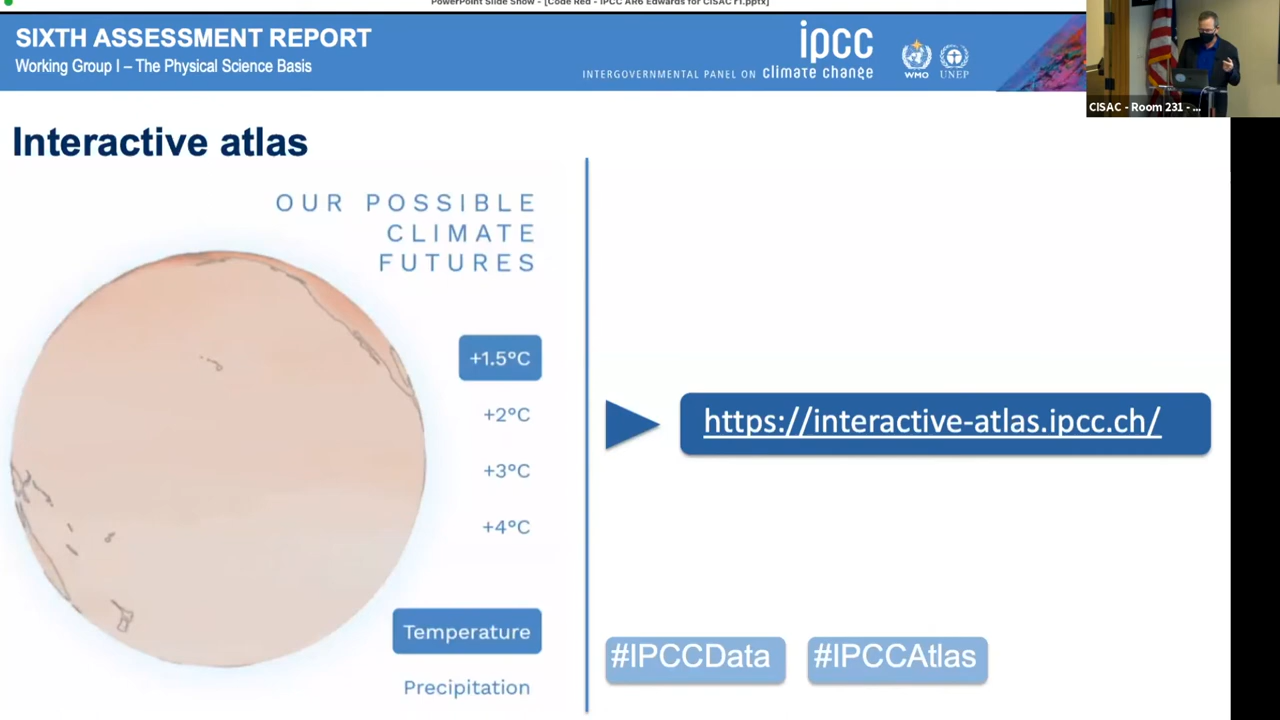 PowerPoint Slide Show - [Code Red - IPCC AR6 Edwards for CISAC r1.pptx]
SIXTH ASSESSMENT REPORT
Working Group I – The Physical Science Basis
ipcc
INTERGOVERNMENTAL PANEL ON climate change
WMO
UNEP
CISAC - Room 231 - ...
Interactive atlas
OUR POSSIBLE
CLIMATE
FUTURES
+1.5°C
+2°C
+3°C
+4°C
Temperature
Precipitation
https://interactive-atlas.ipcc.ch/
#IPCCData
#IPCCAtlas